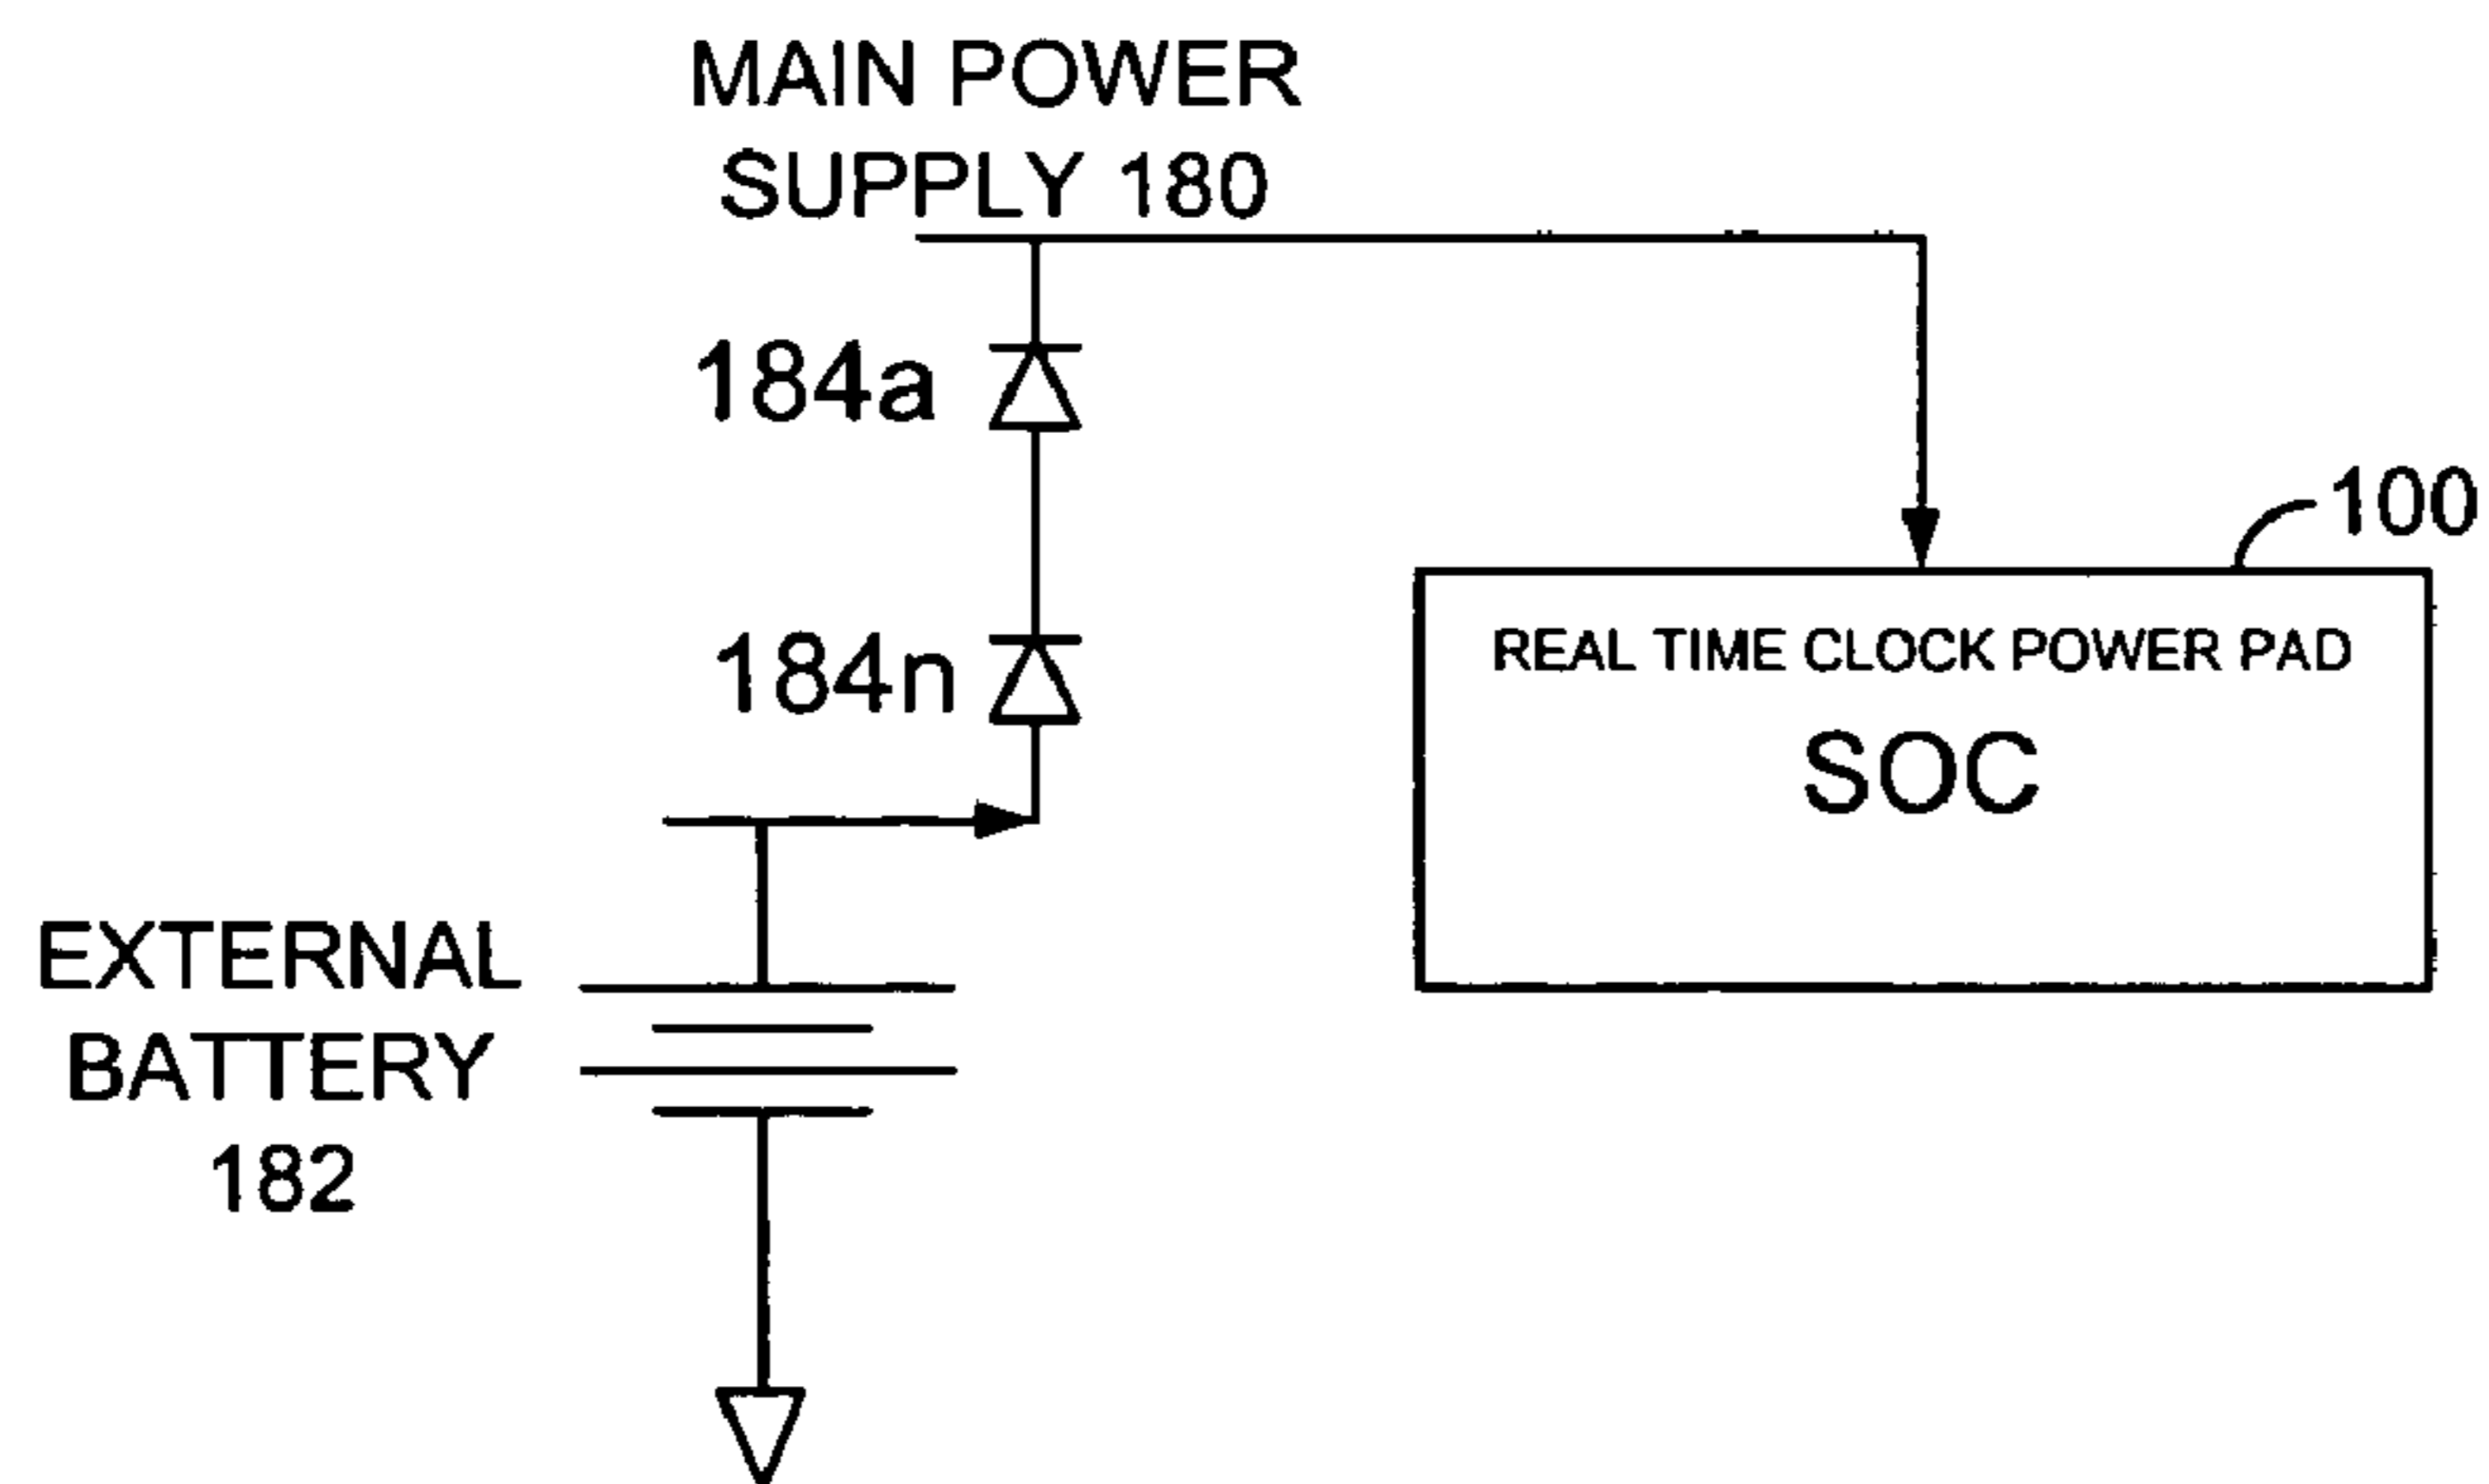 MAIN POWER
SUPPLY 180
184a
100
184n
REAL TIME CLOCK POWER PAD
SOC
EXTERNAL
BATTERY
182